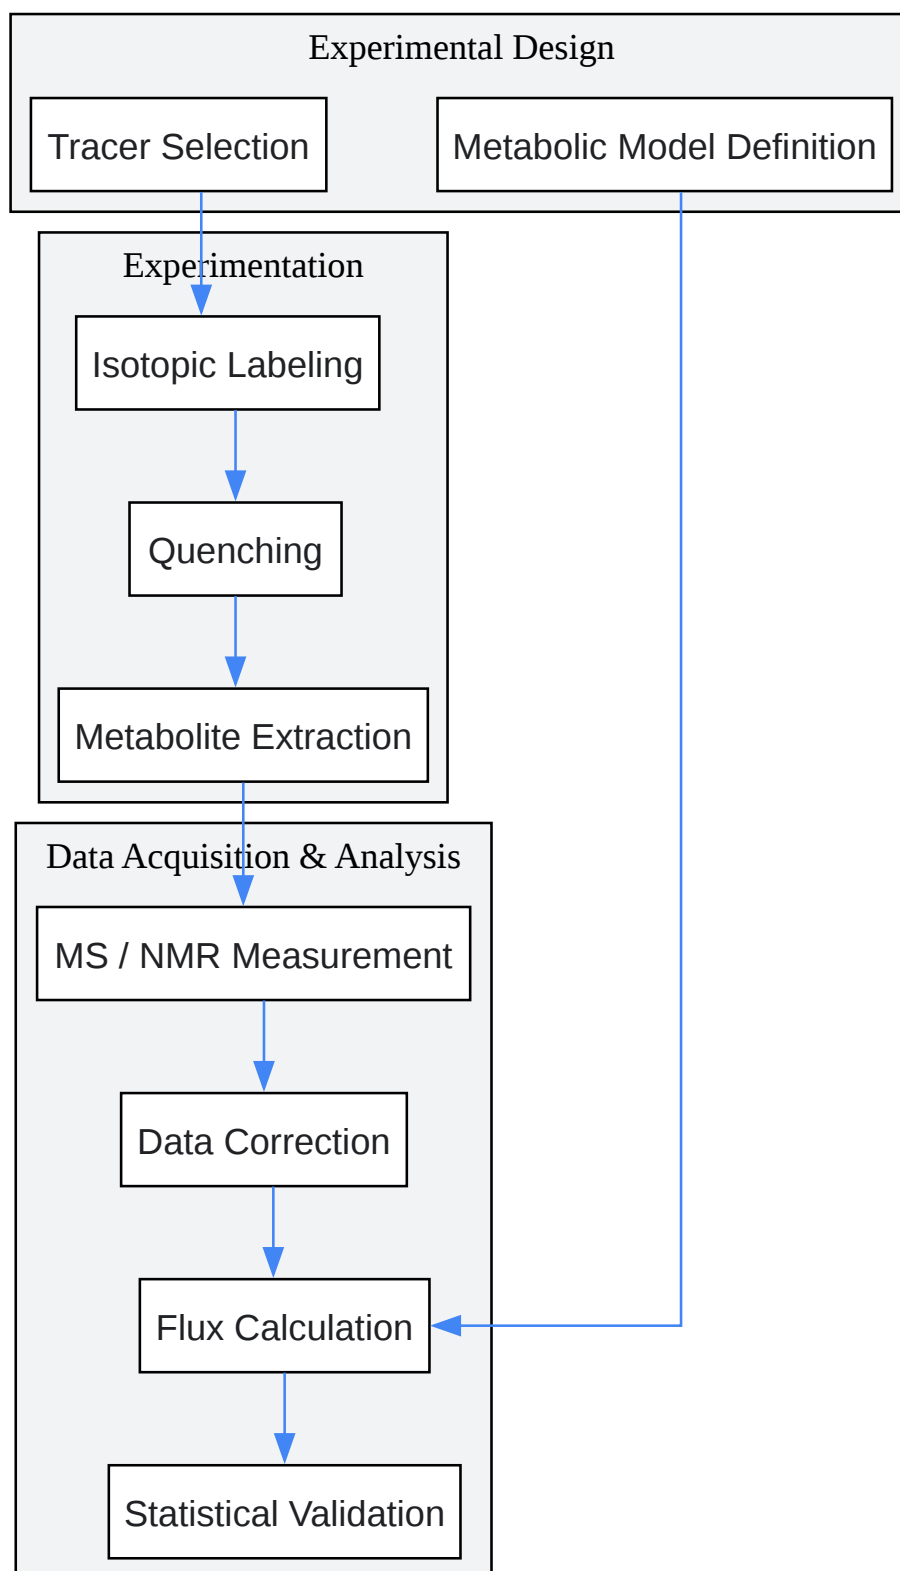 Experimental Design
Tracer Selection
Metabolic Model Definition
Experimentation
Isotopic Labeling
Quenching
Metabolite Extraction
Data Acquisition & Analysis
MS / NMR Measurement
Data Correction
Flux Calculation
Statistical Validation